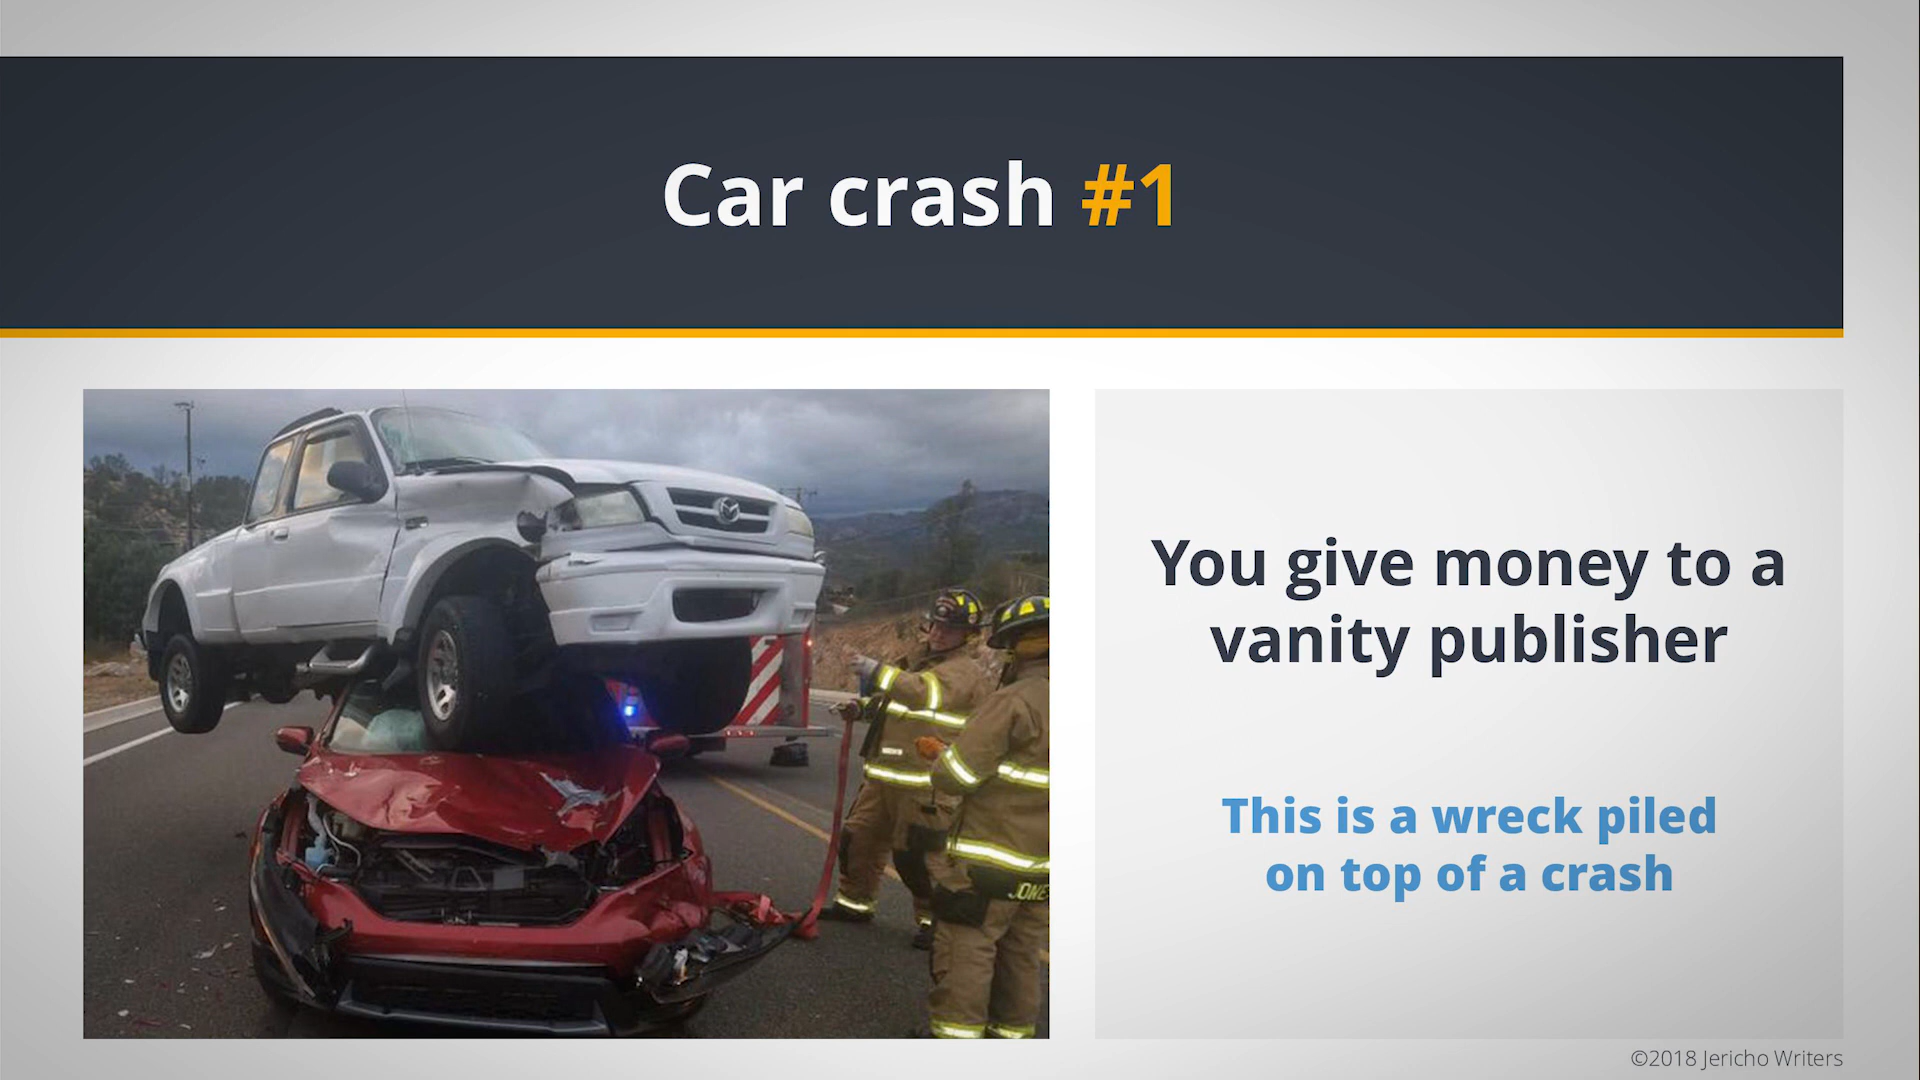 Car crash #1
You give money to a
vanity publisher
This is a wreck piled
on top of a crash
JONE
©2018 Jericho Writers